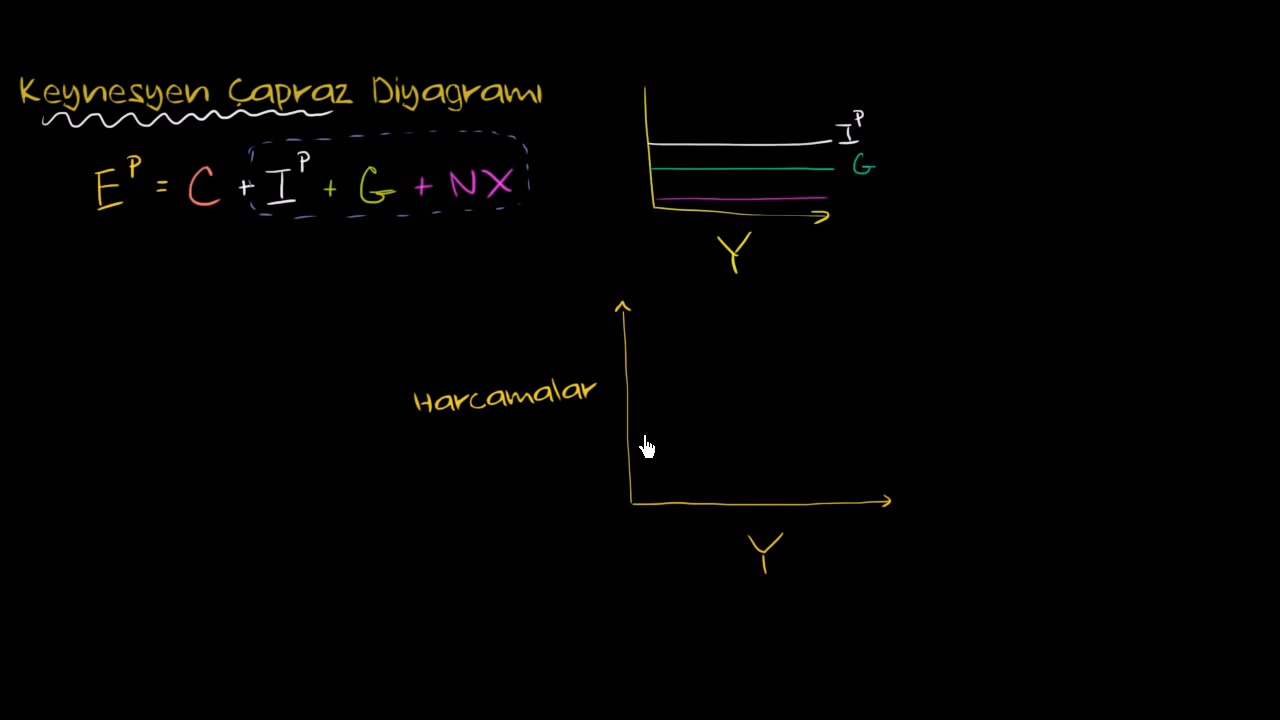 Keynesyen Çapraz Diyagramı
E^P = C + I^P + G + NX
I^P
G
Y
Harcamalar
Y